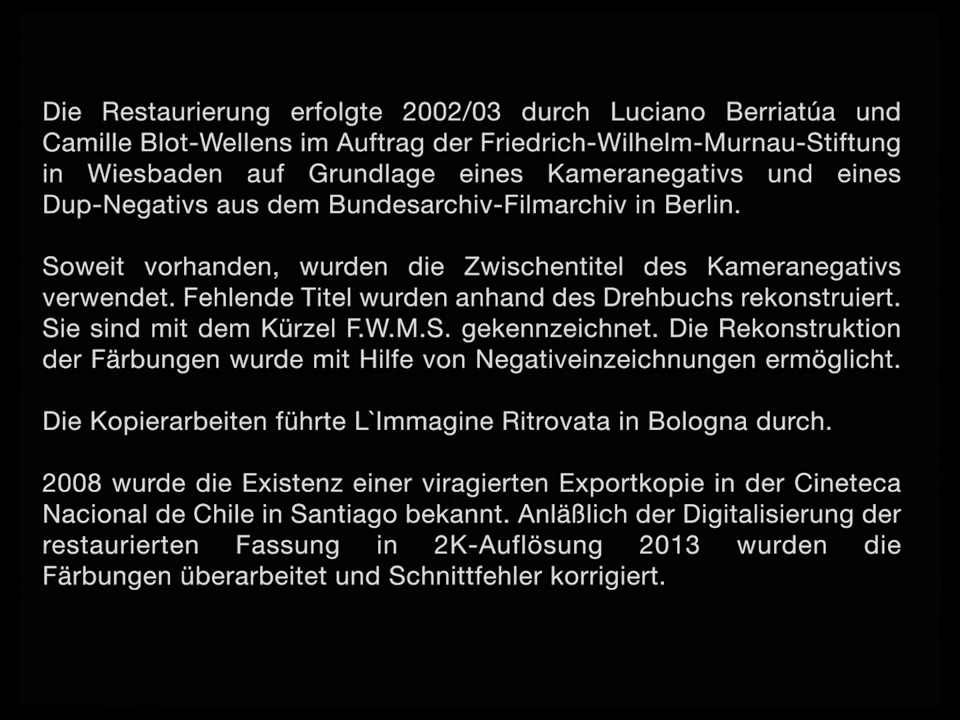 Die Restaurierung erfolgte 2002/03 durch Luciano Berriatúa und
Camille Blot-Wellens im Auftrag der Friedrich-Wilhelm-Murnau-Stiftung
in Wiesbaden auf Grundlage eines Kameranegativs und eines
Dup-Negativs aus dem Bundesarchiv-Filmarchiv in Berlin.
Soweit vorhanden, wurden die Zwischentitel des Kameranegativs
verwendet. Fehlende Titel wurden anhand des Drehbuchs rekonstruiert.
Sie sind mit dem Kürzel F.W.M.S. gekennzeichnet. Die Rekonstruktion
der Färbungen wurde mit Hilfe von Negativeinzeichnungen ermöglicht.
Die Kopierarbeiten führte L`Immagine Ritrovata in Bologna durch.
2008 wurde die Existenz einer viragierten Exportkopie in der Cineteca
Nacional de Chile in Santiago bekannt. Anläßlich der Digitalisierung der
restaurierten Fassung in 2K-Auflösung 2013 wurden die
Färbungen überarbeitet und Schnittfehler korrigiert.